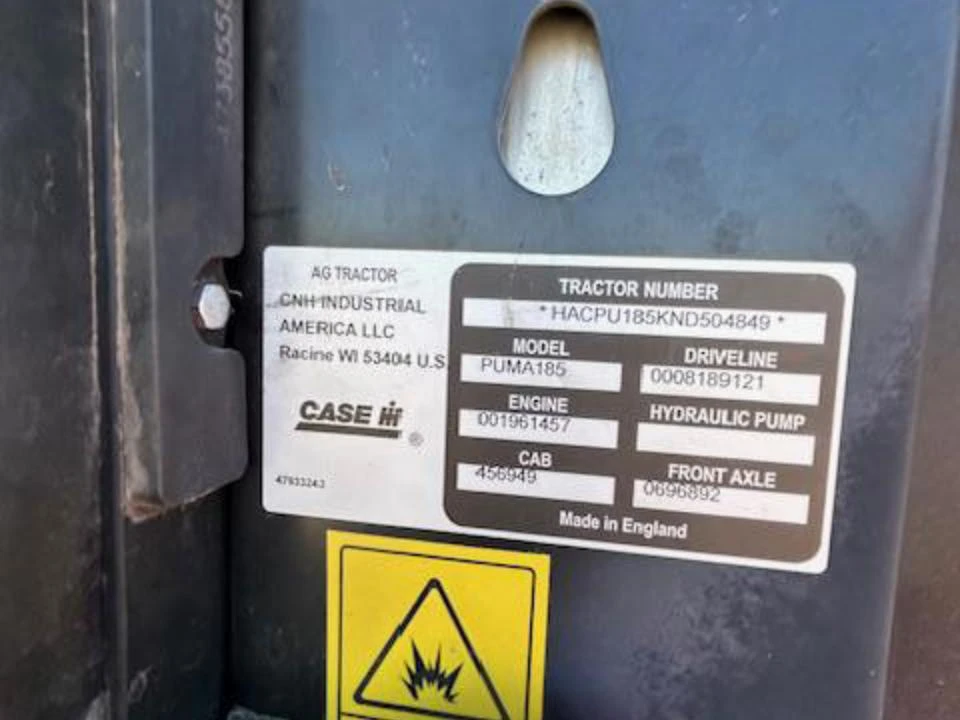 AG TRACTOR
CNH INDUSTRIAL
AMERICA LLC
Racine WI 53404 U.S
CASE IH
®
47933243
TRACTOR NUMBER
* HACPU185KND504849 *
MODEL
PUMA185
DRIVELINE
0008189121
ENGINE
001961457
HYDRAULIC PUMP
CAB
456949
FRONT AXLE
0696892
Made in England